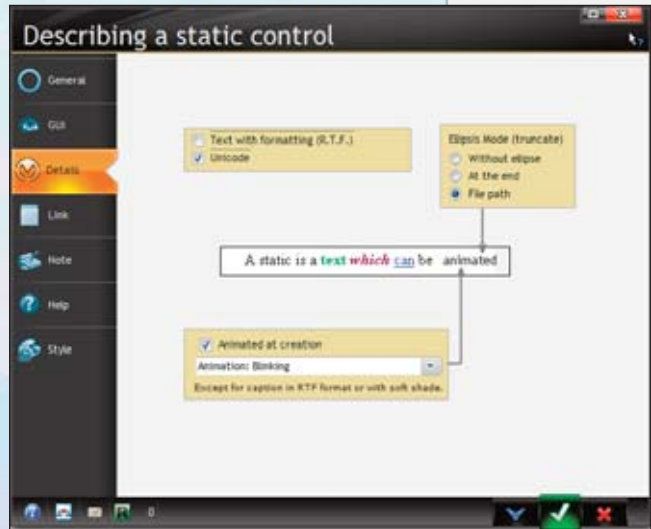 Describing a static control
General
GUI
Details
Link
Note
Help
Style
Text with formatting (R.T.F.)
Unicode
Ellipsis Mode (truncate)
Without ellipse
At the end
File path
A static is a text which can be animated
Animated at creation
Animation: Blinking
Except for caption in RTF format or with soft shade.
0